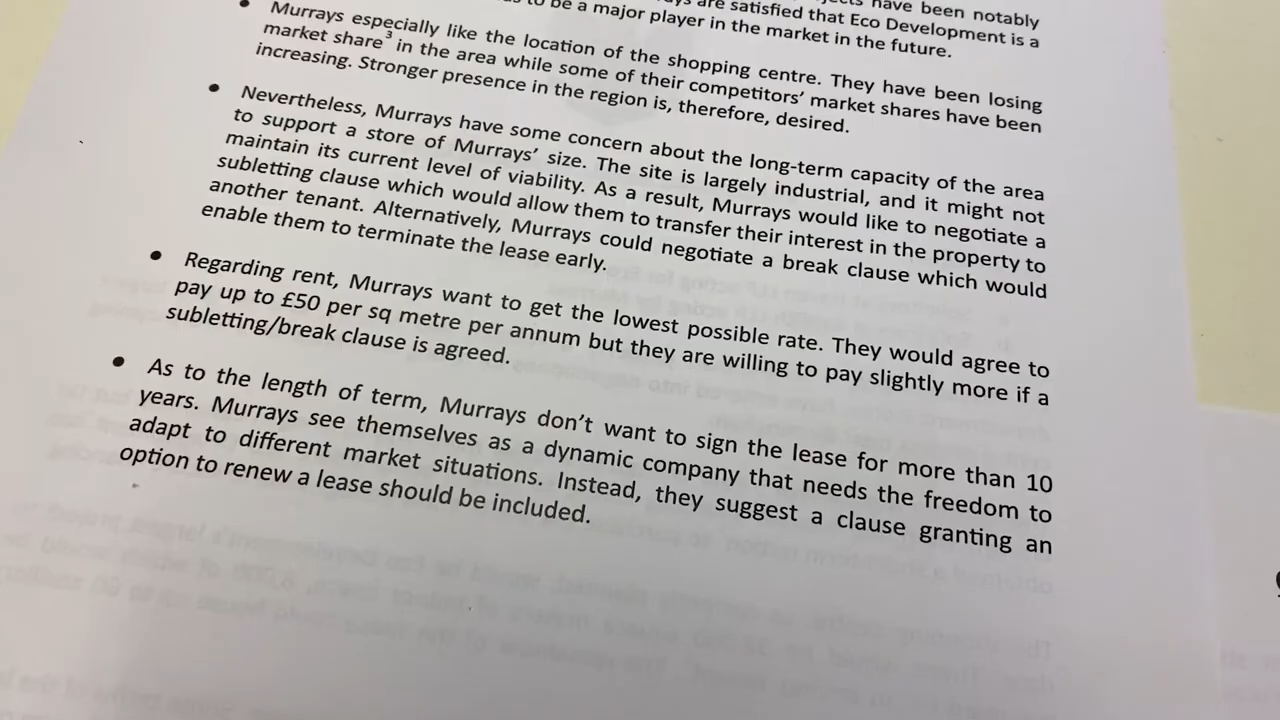 have been notably
are satisfied that Eco Development is a
to be a major player in the market in the future.
• Murrays especially like the location of the shopping centre. They have been losing
market share³ in the area while some of their competitors' market shares have been
increasing. Stronger presence in the region is, therefore, desired.
• Nevertheless, Murrays have some concern about the long-term capacity of the area
to support a store of Murrays' size. The site is largely industrial, and it might not
maintain its current level of viability. As a result, Murrays would like to negotiate a
subletting clause which would allow them to transfer their interest in the property to
another tenant. Alternatively, Murrays could negotiate a break clause which would
enable them to terminate the lease early.
• Regarding rent, Murrays want to get the lowest possible rate. They would agree to
pay up to £50 per sq metre per annum but they are willing to pay slightly more if a
subletting/break clause is agreed.
• As to the length of term, Murrays don't want to sign the lease for more than 10
years. Murrays see themselves as a dynamic company that needs the freedom to
adapt to different market situations. Instead, they suggest a clause granting an
option to renew a lease should be included.